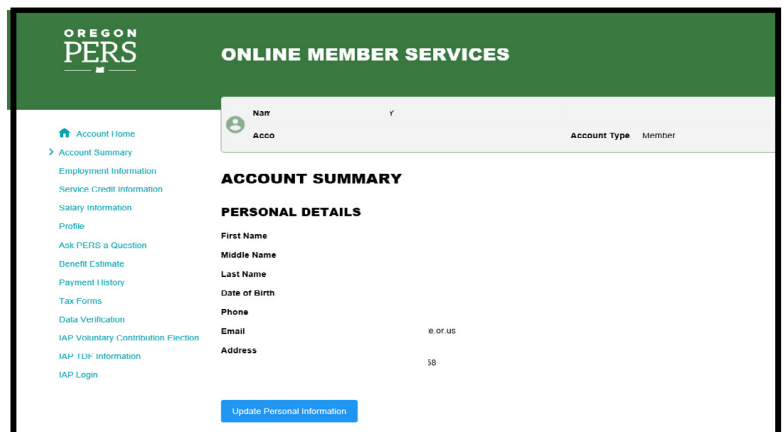 OREGON
PERS
ONLINE MEMBER SERVICES
Account Home
Account Summary
Employment Information
Service Credit Information
Salary Information
Profile
Ask PERS a Question
Benefit Estimate
Payment History
Tax Forms
Data Verification
IAP Voluntary Contribution Election
IAP TDF Information
IAP Login
Nam Y
Acco Account Type Member
ACCOUNT SUMMARY
PERSONAL DETAILS
First Name
Middle Name
Last Name
Date of Birth
Phone
Email e.or.us
Address
58
Update Personal Information